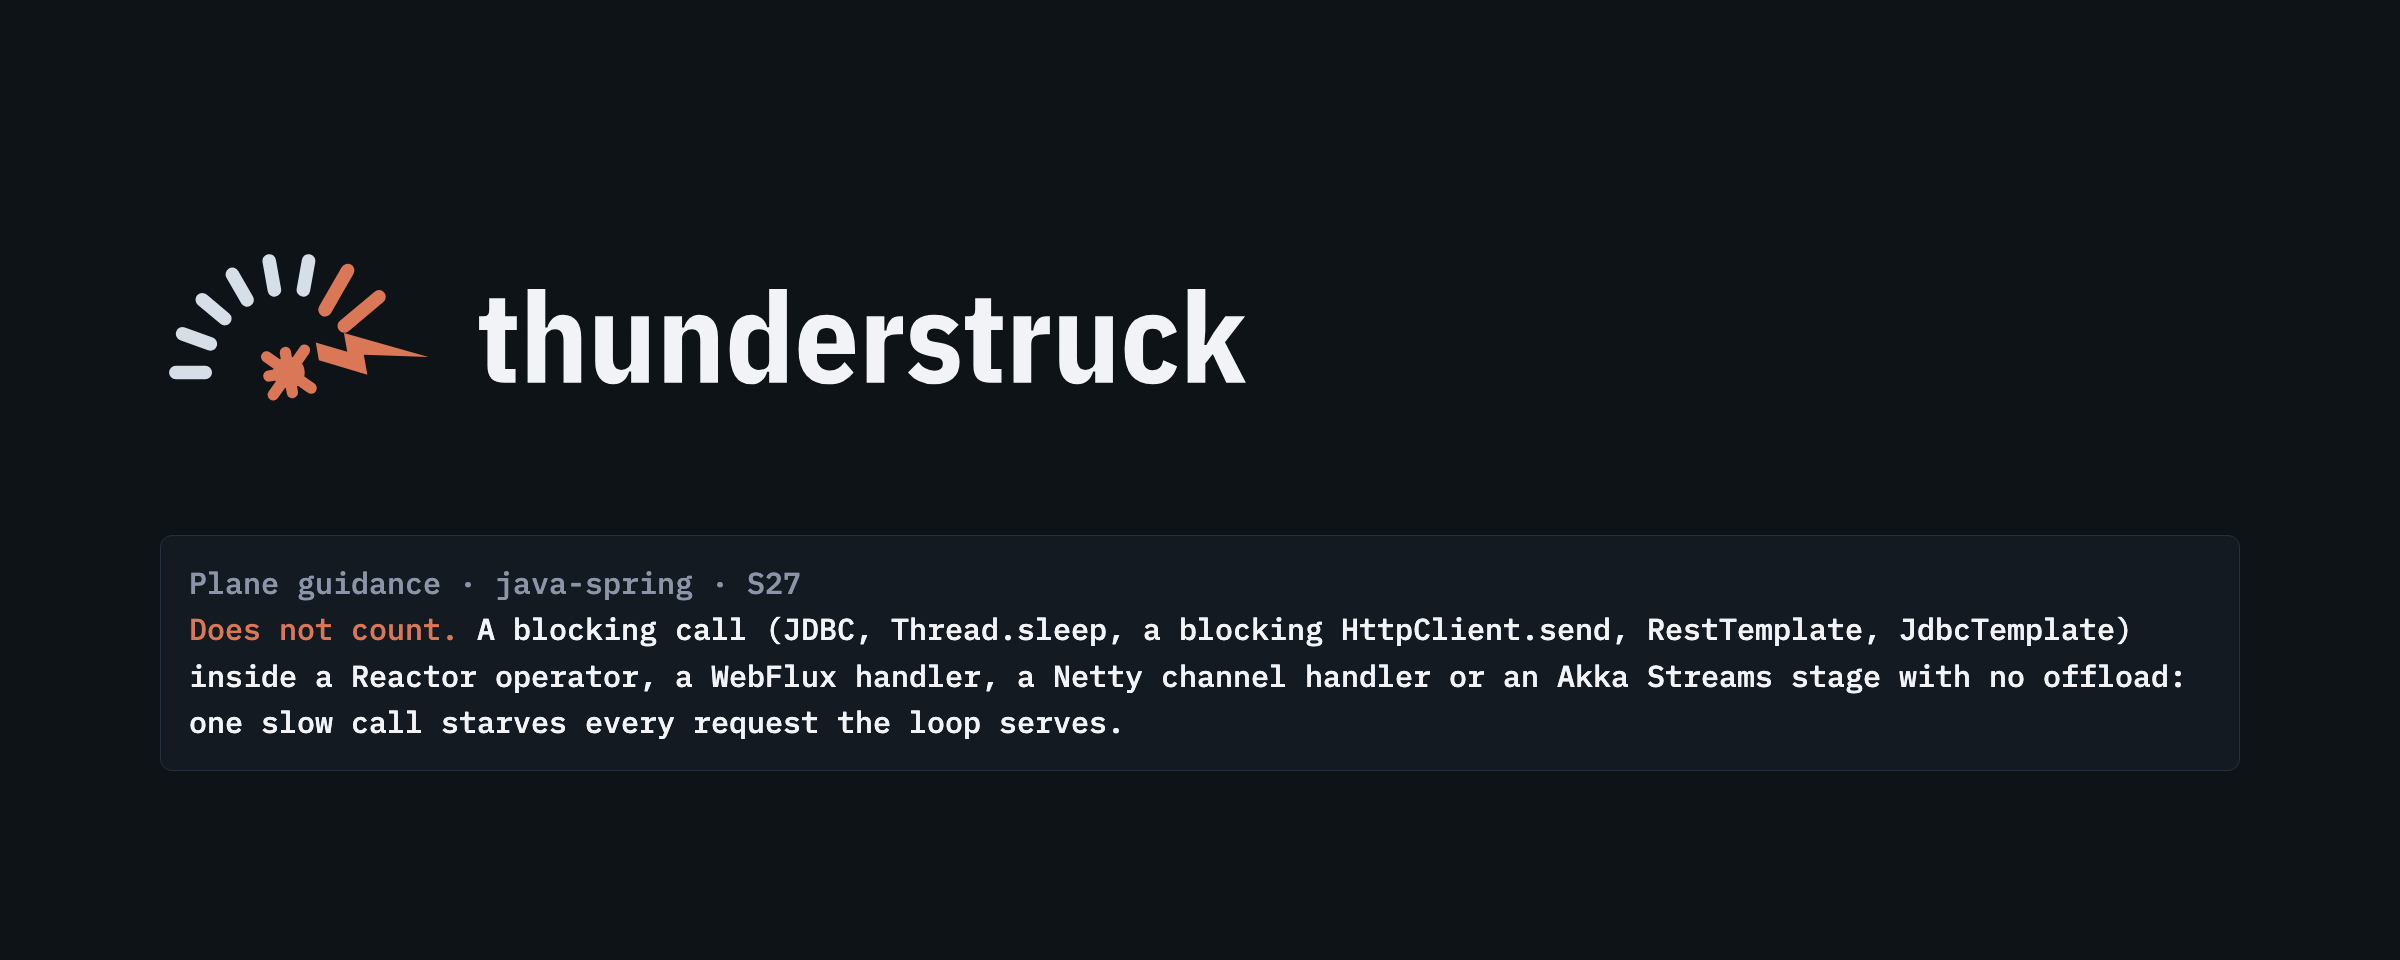 thunderstruck
Plane guidance · java-spring · S27
Does not count. A blocking call (JDBC, Thread.sleep, a blocking HttpClient.send, RestTemplate, JdbcTemplate)
inside a Reactor operator, a WebFlux handler, a Netty channel handler or an Akka Streams stage with no offload:
one slow call starves every request the loop serves.